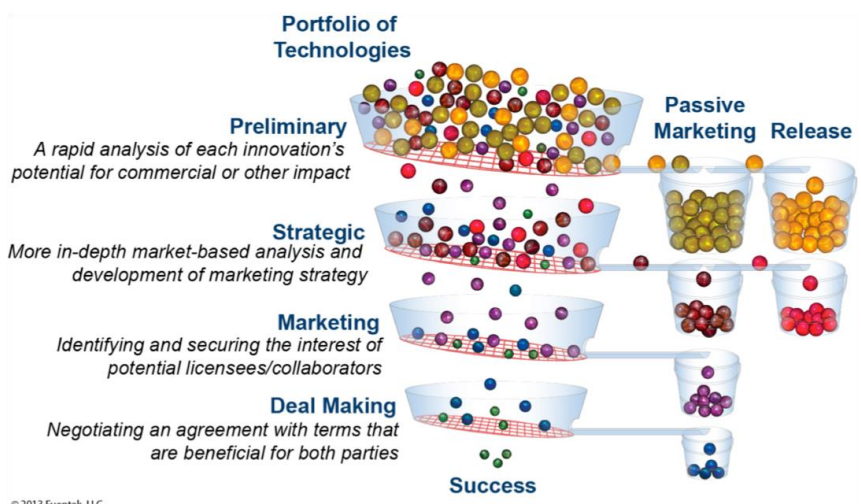 Portfolio of
Technologies
Preliminary
A rapid analysis of each innovation's
potential for commercial or other impact
Passive
Marketing
Release
Strategic
More in-depth market-based analysis and
development of marketing strategy
Marketing
Identifying and securing the interest of
potential licensees/collaborators
Deal Making
Negotiating an agreement with terms that
are beneficial for both parties
Success
© 2013